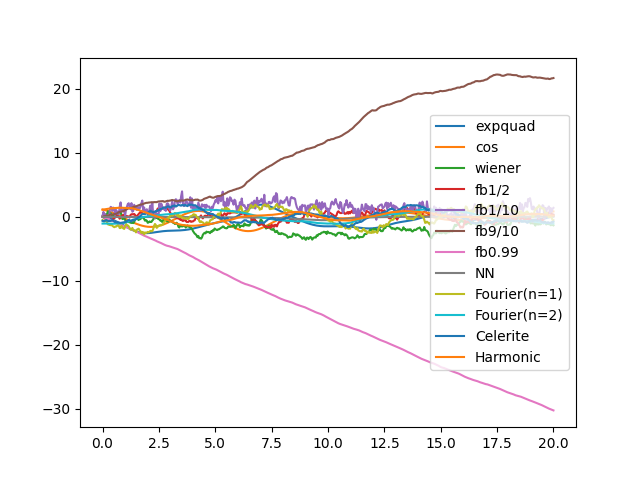 20
10
0
−10
−20
−30
0.0
2.5
5.0
7.5
10.0
12.5
15.0
17.5
20.0
expquad
cos
wiener
fb1/2
fb1/10
fb9/10
fb0.99
NN
Fourier(n=1)
Fourier(n=2)
Celerite
Harmonic